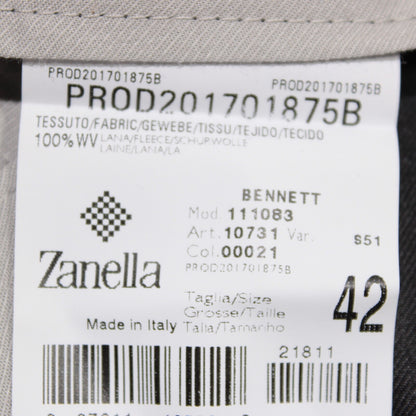 PROD201701875B PROD201701875B
PROD201701875B
TESSUTO/FABRIC/GEWEBE/TISSU/TEJIDO/TECIDO
100% WV LANA/FLEECE/SCHURWOLLE
LAINE/LANA/LA
BENNETT
Mod. 111083
Art. 10731 Var. S51
Col. 00021
PROD201701875B
Zanella
Taglia/Size
Grosse/Taille
Talla/Tamanho
42
Made in Italy
21811